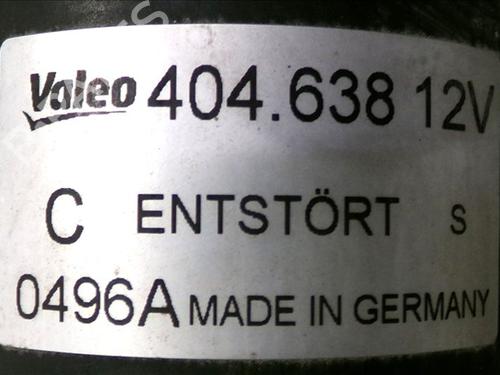 Valeo 404.638 12V
C ENTSTÖRT S
0496A MADE IN GERMANY